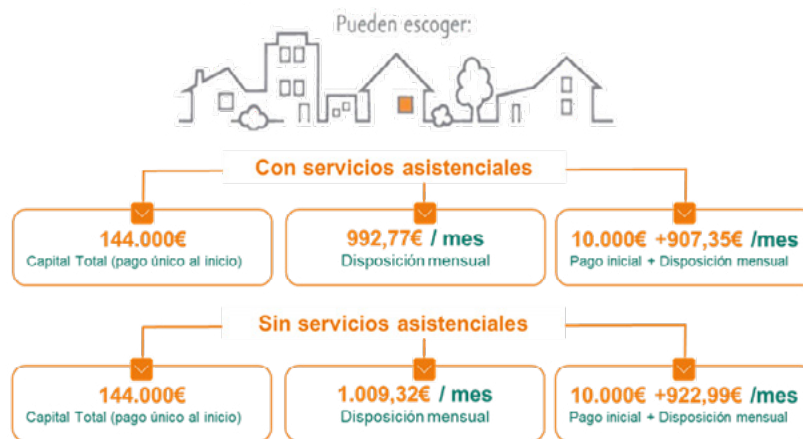 Pueden escoger:
Con servicios asistenciales
144.000€
Capital Total (pago único al inicio)
992,77€ / mes
Disposición mensual
10.000€ +907,35€ /mes
Pago inicial + Disposición mensual
Sin servicios asistenciales
144.000€
Capital Total (pago único al inicio)
1.009,32€ / mes
Disposición mensual
10.000€ +922,99€ /mes
Pago inicial + Disposición mensual